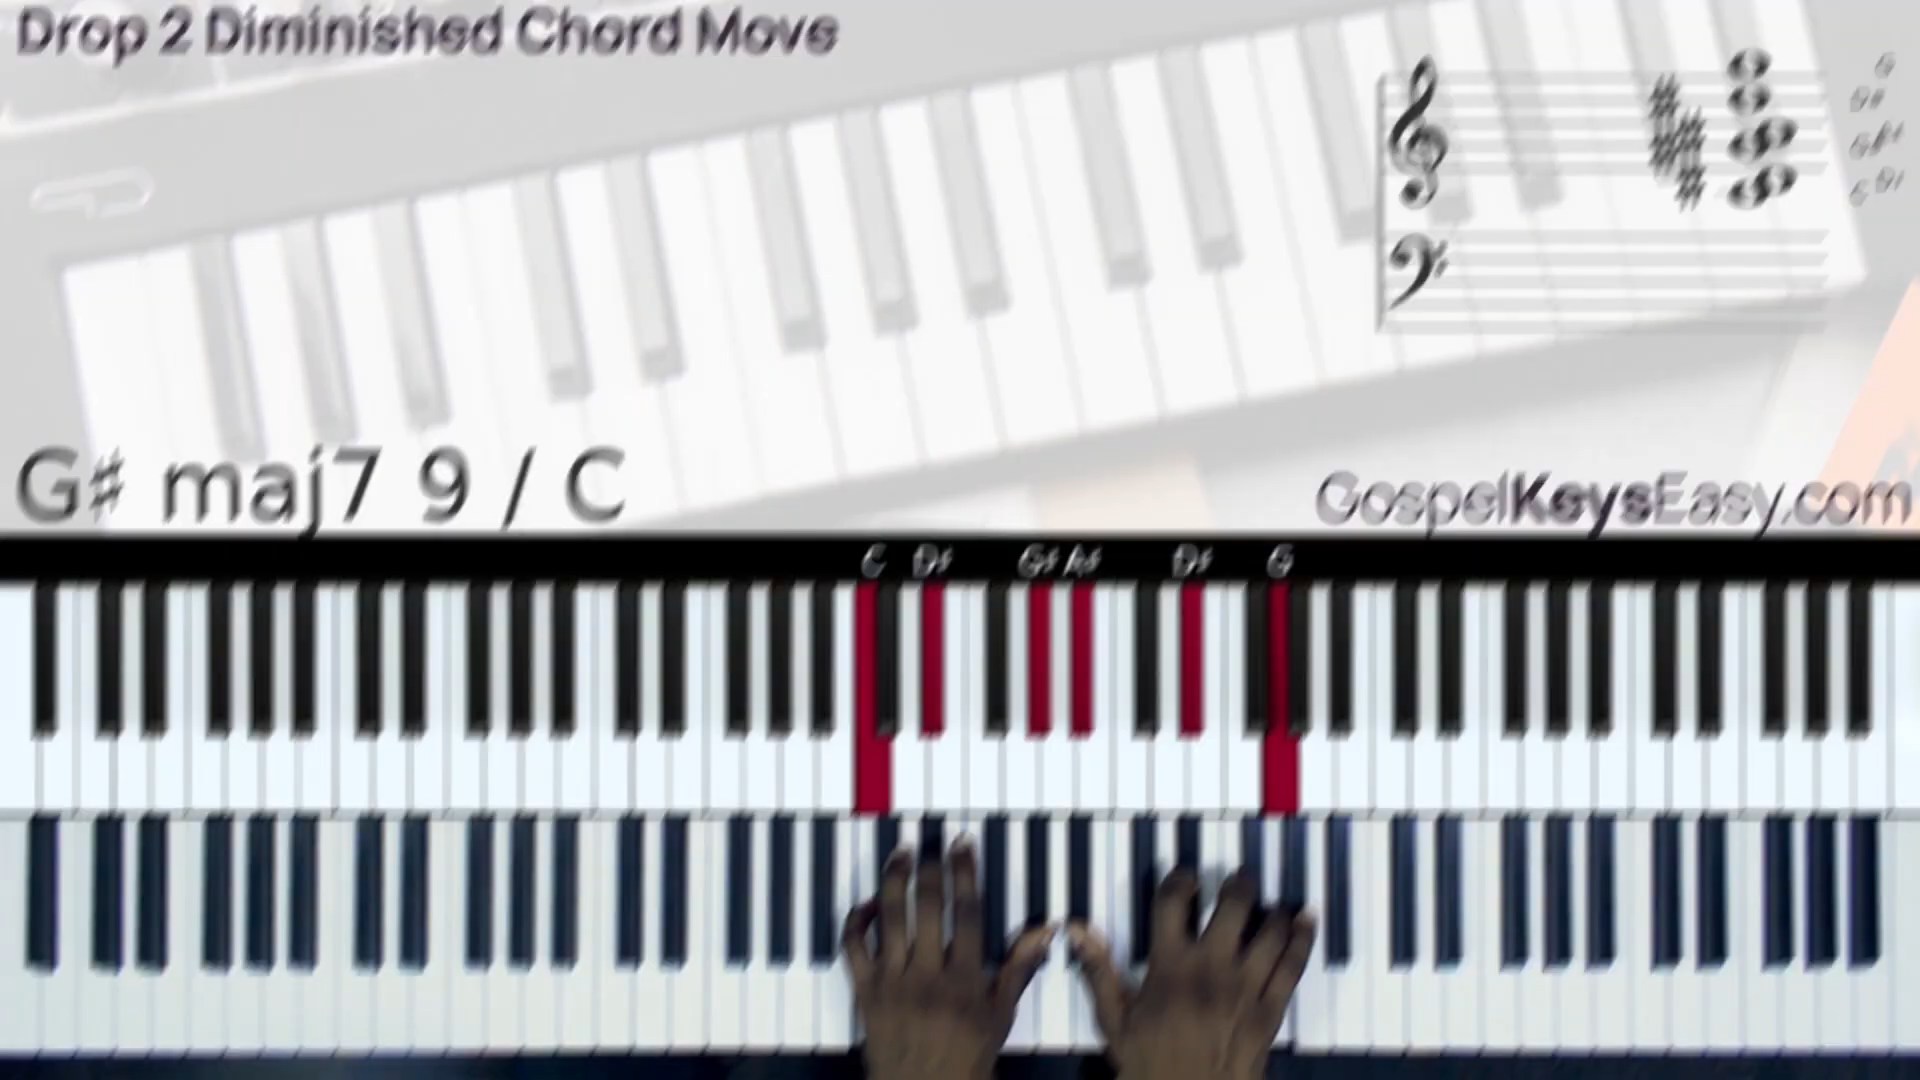 Drop 2 Diminished Chord Move
G
D#
G# A#
C D#
G♯ maj7 9 / C
GospelKeysEasy.com
C D# G# A# D# G